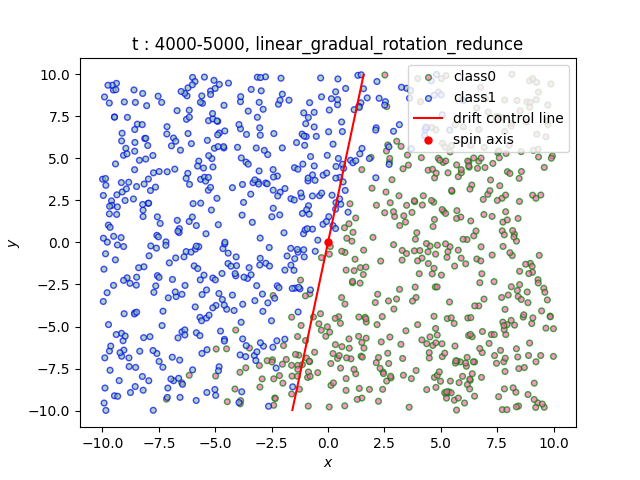 t : 4000-5000, linear_gradual_rotation_redunce
class0
class1
drift control line
spin axis
10.0
7.5
5.0
2.5
0.0
−2.5
−5.0
−7.5
−10.0
y
−10.0 −7.5 −5.0 −2.5 0.0 2.5 5.0 7.5 10.0
x